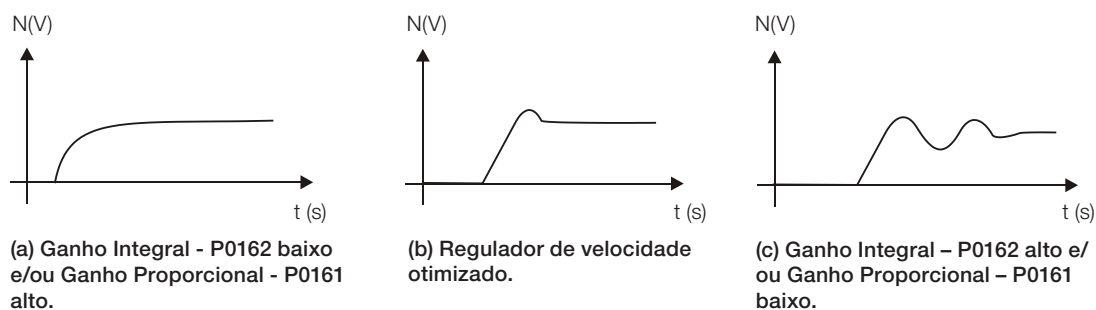 N(V)
t (s)
(a) Ganho Integral - P0162 baixo
e/ou Ganho Proporcional - P0161
alto.
N(V)
t (s)
(b) Regulador de velocidade
otimizado.
N(V)
t (s)
(c) Ganho Integral – P0162 alto e/
ou Ganho Proporcional – P0161
baixo.